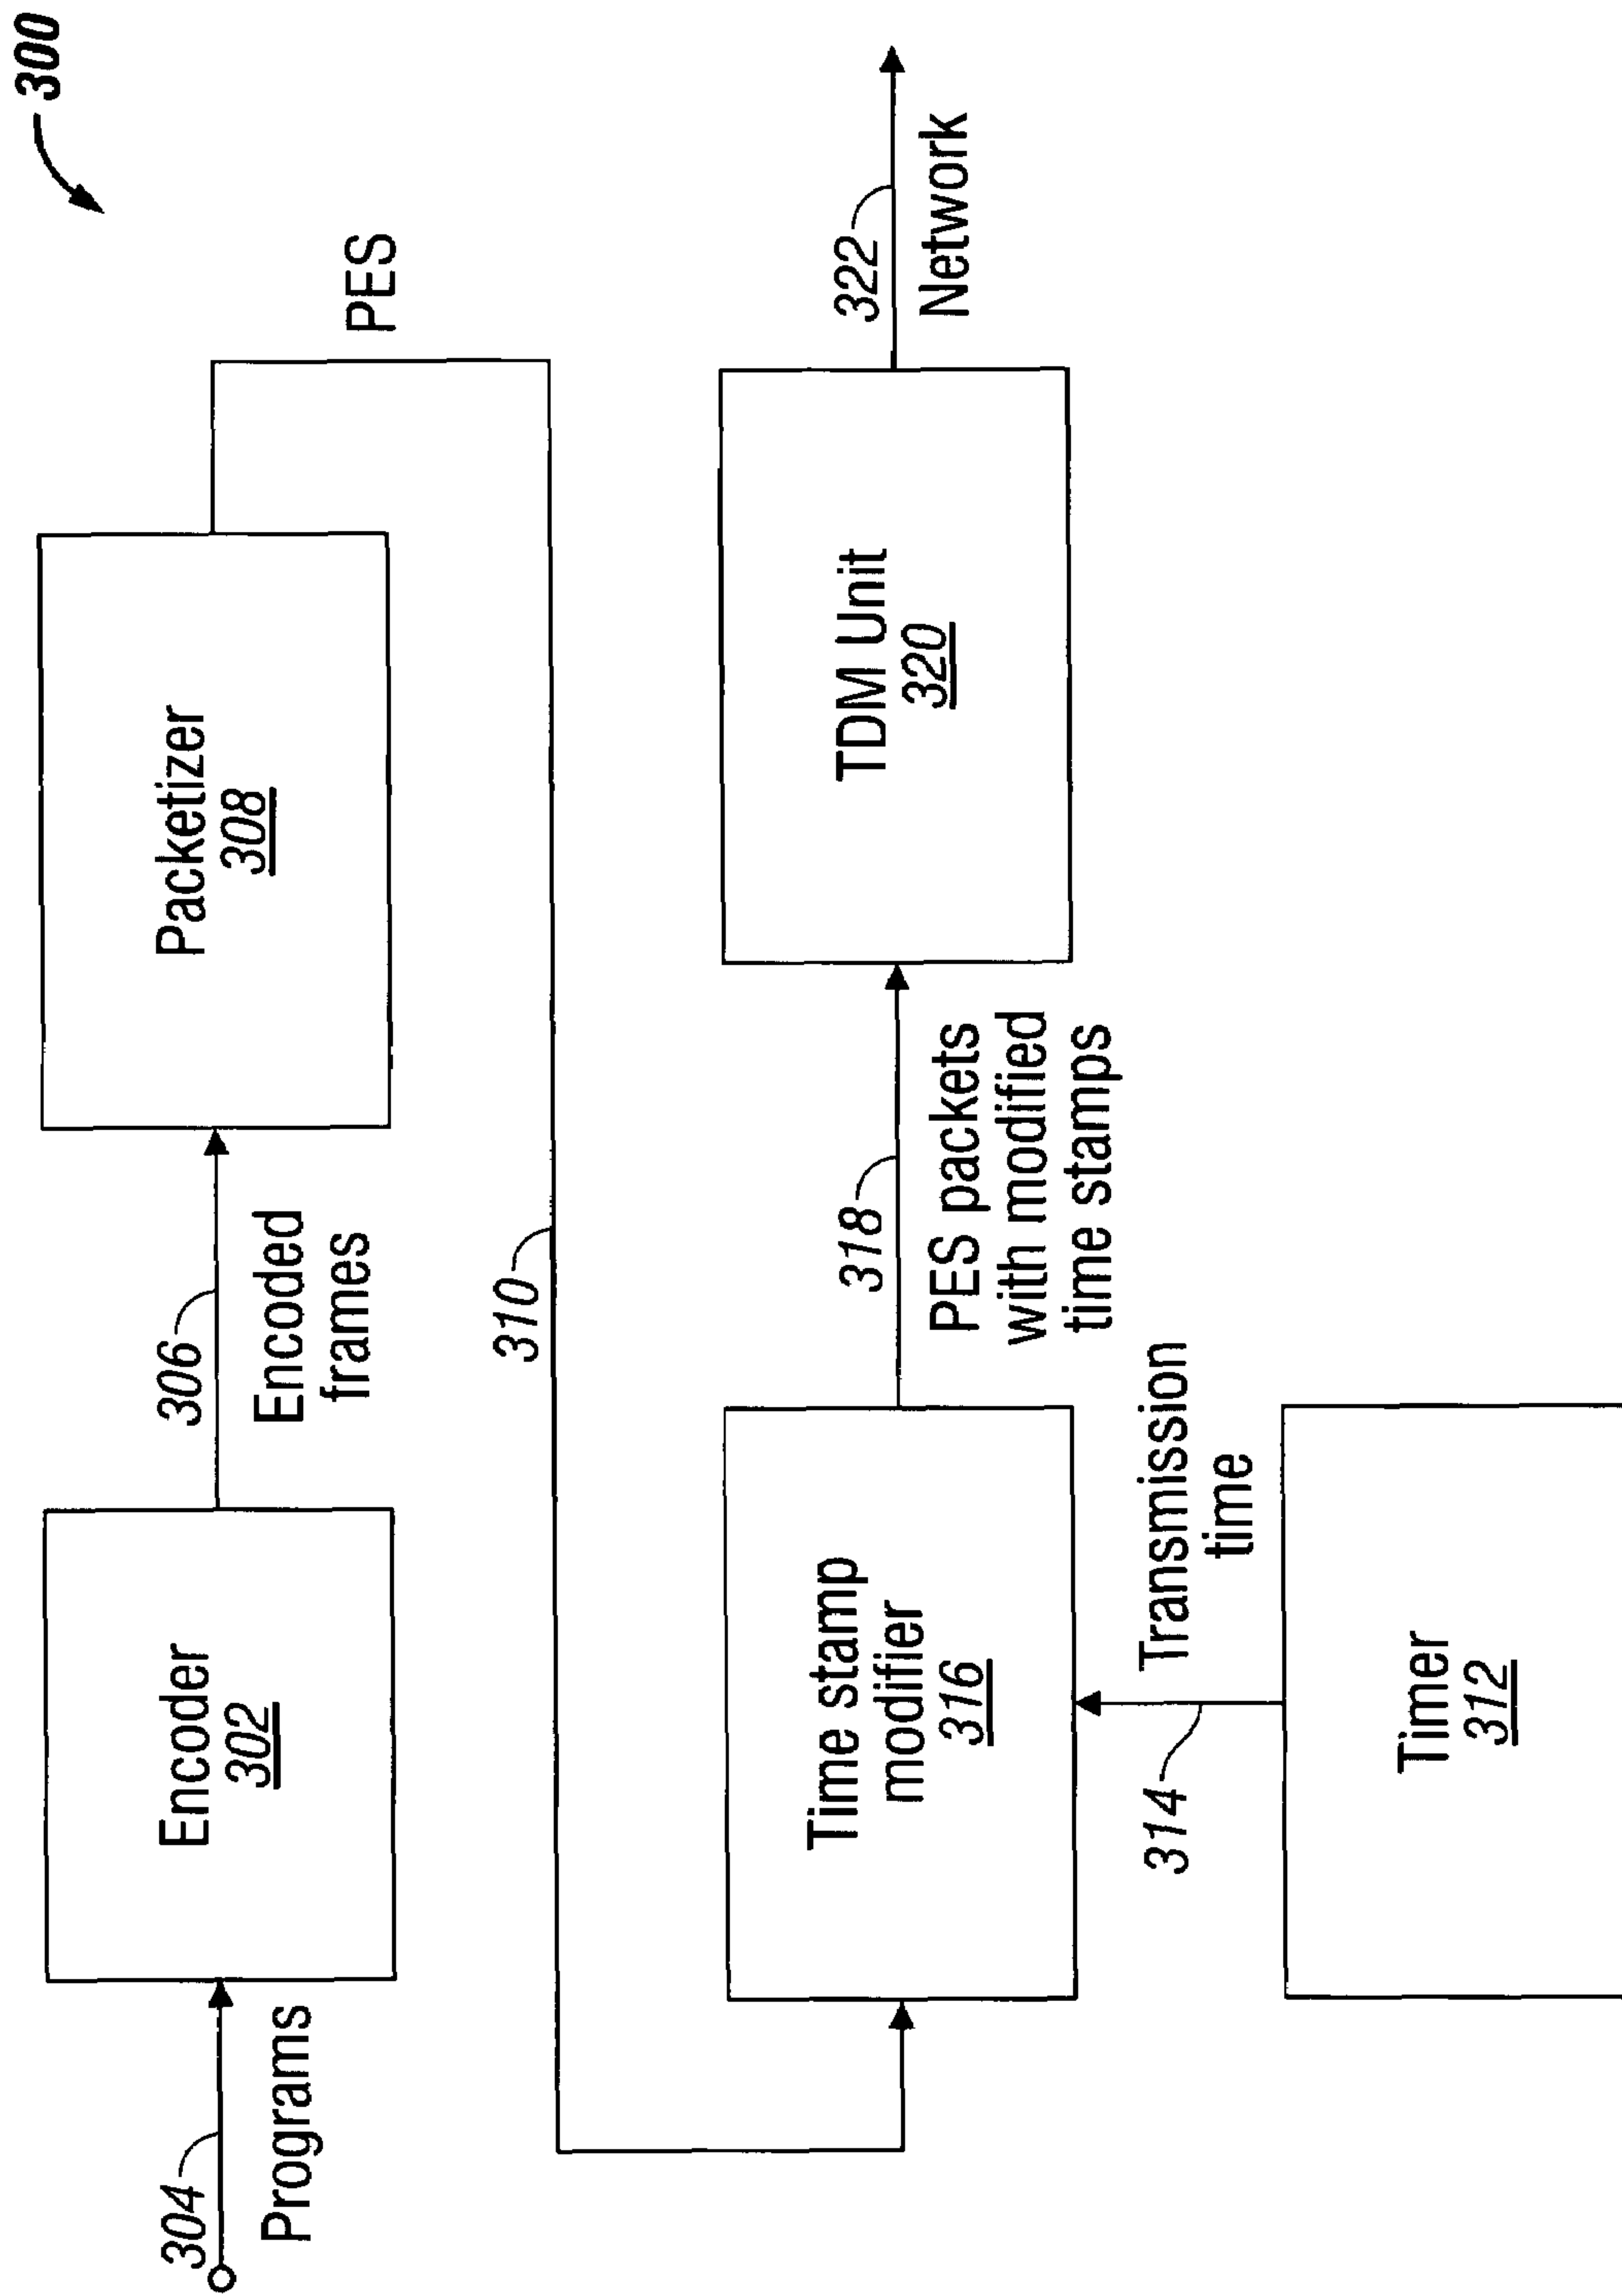 300
304
Programs
Encoder
302
306
Encoded
frames
Packetizer
308
PES
310
Time stamp
modifier
316
318
PES packets
with modified
time stamps
TDM Unit
320
322
Network
314
Transmission
time
Timer
312